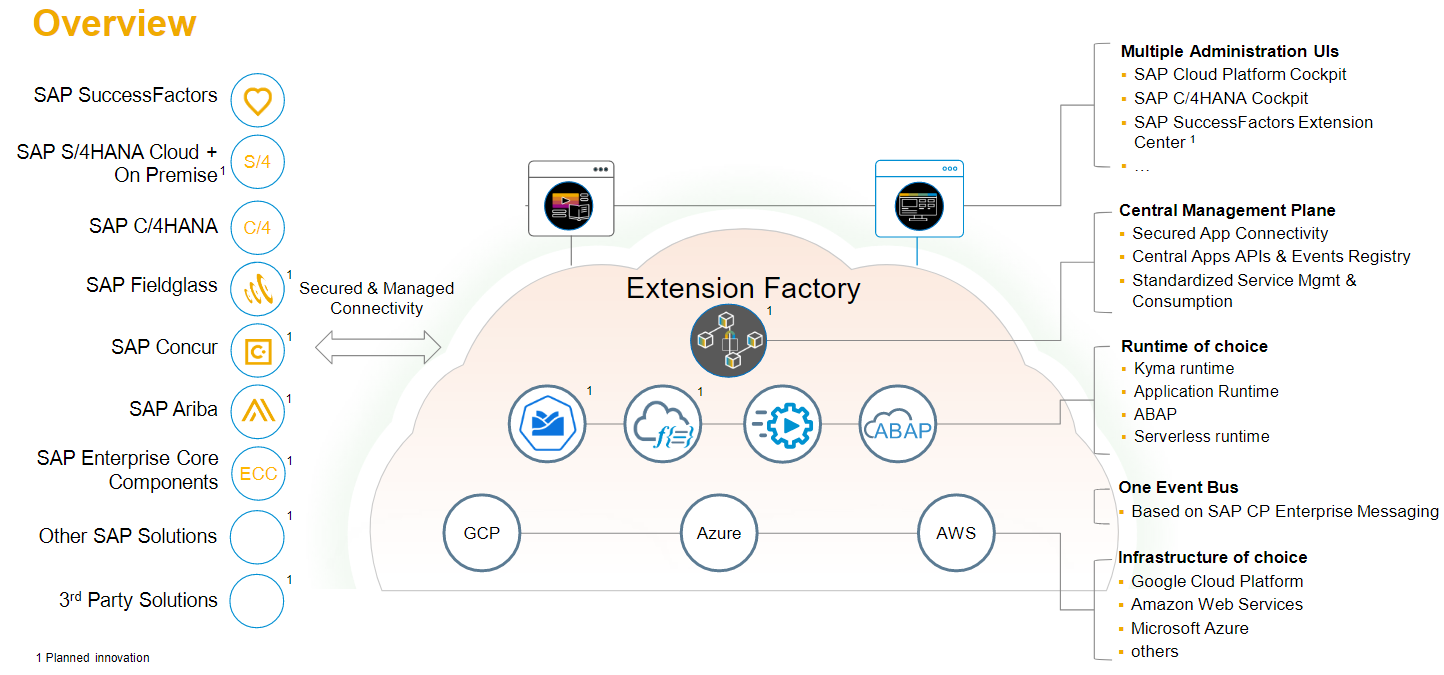 Overview
SAP SuccessFactors
SAP S/4HANA Cloud +
On Premise 1
S/4
SAP C/4HANA
C/4
SAP Fieldglass
1
SAP Concur
C
1
SAP Ariba
1
SAP Enterprise Core
Components
ECC
1
Other SAP Solutions
1
3rd Party Solutions
1
1 Planned innovation
Secured & Managed
Connectivity
Extension Factory
1
1
1
f{=}
ABAP
GCP
Azure
AWS
Multiple Administration UIs
▪ SAP Cloud Platform Cockpit
▪ SAP C/4HANA Cockpit
▪ SAP SuccessFactors Extension
Center 1
▪ …
Central Management Plane
▪ Secured App Connectivity
▪ Central Apps APIs & Events Registry
▪ Standardized Service Mgmt &
Consumption
Runtime of choice
▪ Kyma runtime
▪ Application Runtime
▪ ABAP
▪ Serverless runtime
One Event Bus
▪ Based on SAP CP Enterprise Messaging
Infrastructure of choice
▪ Google Cloud Platform
▪ Amazon Web Services
▪ Microsoft Azure
▪ others